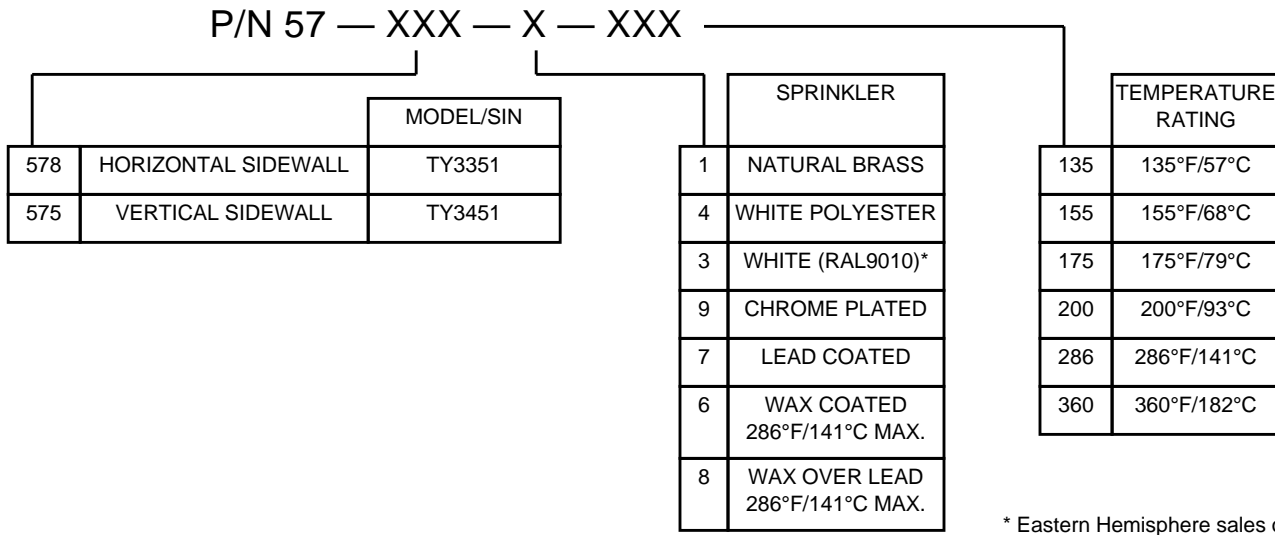 P/N 57 — XXX — X — XXX
MODEL/SIN
578 HORIZONTAL SIDEWALL TY3351
575 VERTICAL SIDEWALL TY3451
SPRINKLER
1 NATURAL BRASS
4 WHITE POLYESTER
3 WHITE (RAL9010)*
9 CHROME PLATED
7 LEAD COATED
6 WAX COATED
286°F/141°C MAX.
8 WAX OVER LEAD
286°F/141°C MAX.
TEMPERATURE
RATING
135 135°F/57°C
155 155°F/68°C
175 175°F/79°C
200 200°F/93°C
286 286°F/141°C
360 360°F/182°C
* Eastern Hemisphere sales